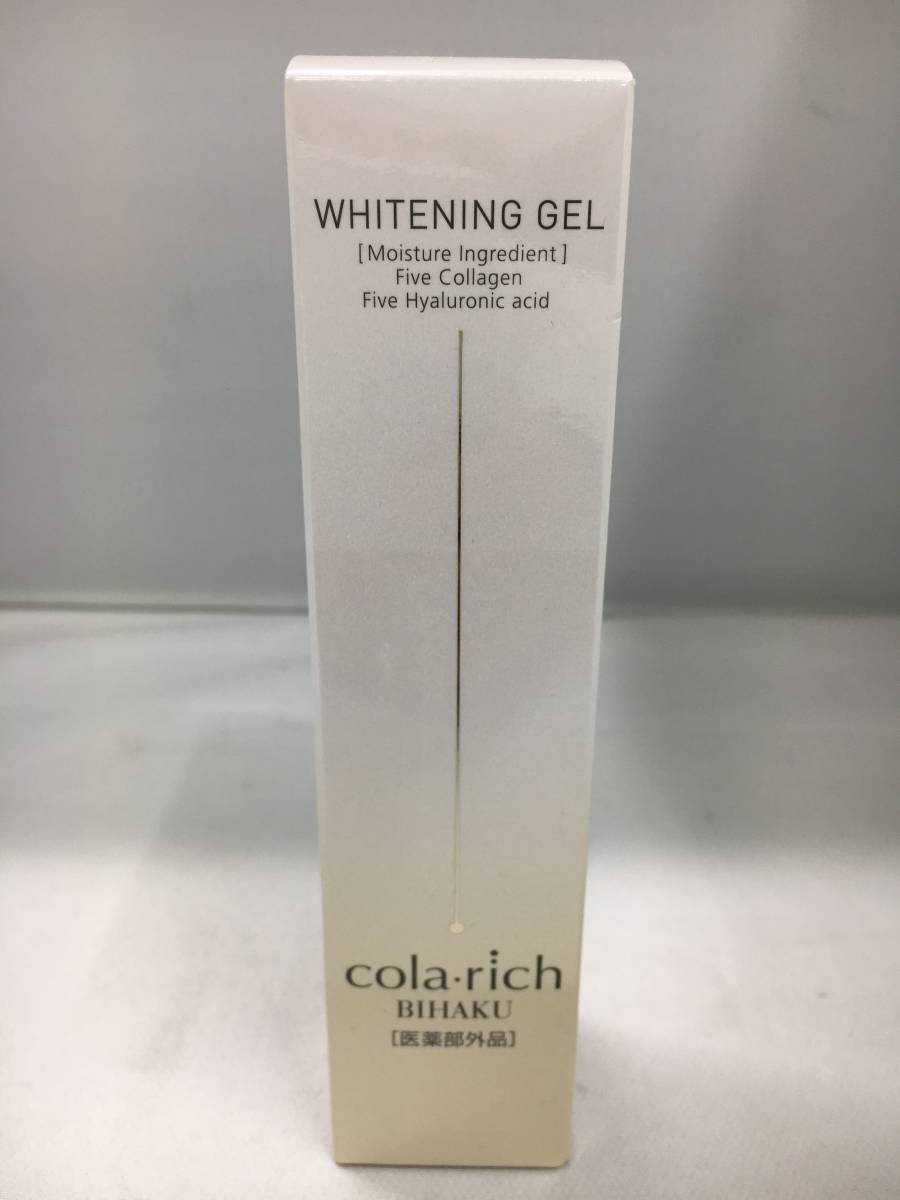 WHITENING GEL
[Moisture Ingredient]
Five Collagen
Five Hyaluronic acid
cola·rich
BIHAKU
[医薬部外品]